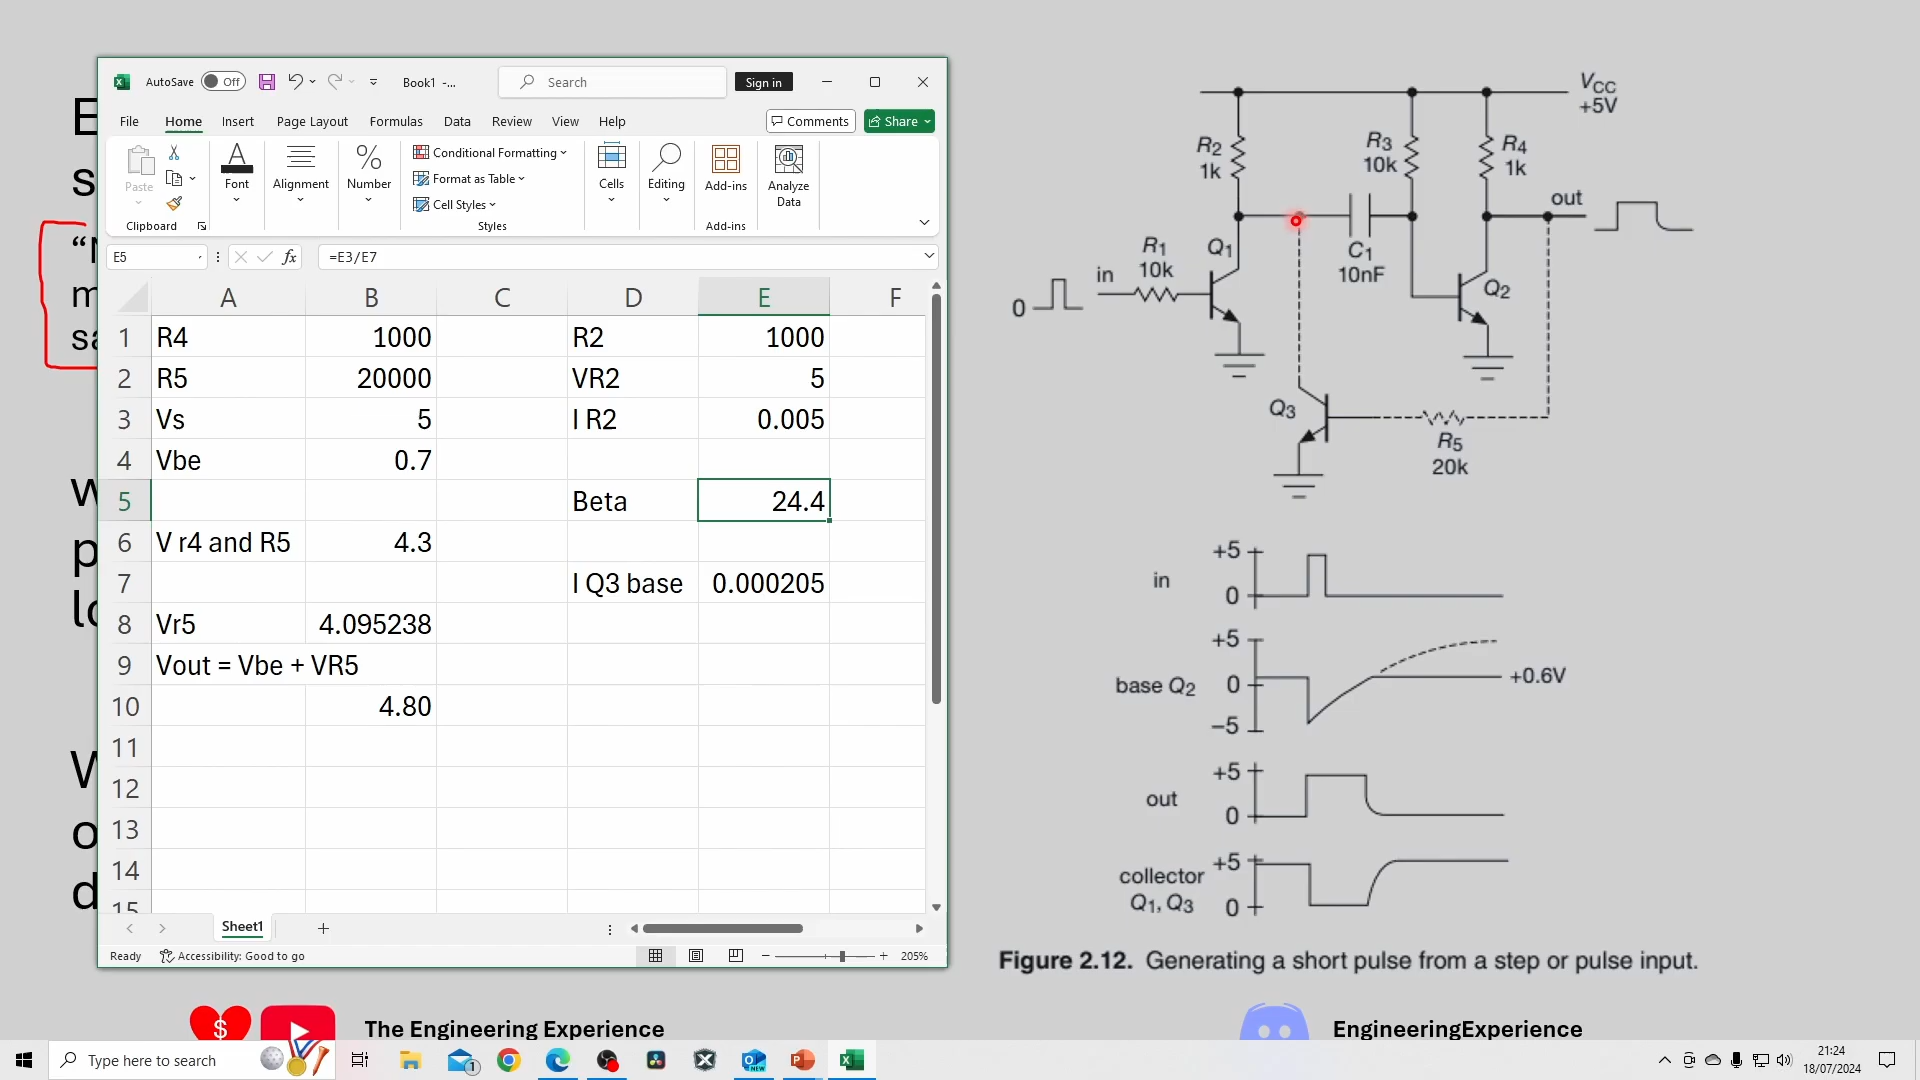 AutoSave Off Book1 -... Search Sign in
File Home Insert Page Layout Formulas Data Review View Help Comments Share
Paste Font Alignment Number Conditional Formatting Format as Table Cell Styles Cells Editing Add-ins Analyze Data
Clipboard Styles Add-ins
E5 fx =E3/E7
A B C D E F
1 R4 1000 R2 1000
2 R5 20000 VR2 5
3 Vs 5 I R2 0.005
4 Vbe 0.7
5 Beta 24.4
6 V r4 and R5 4.3
7 I Q3 base 0.000205
8 Vr5 4.095238
9 Vout = Vbe + VR5
10 4.80
11
12
13
14
15
Sheet1
Ready Accessibility: Good to go 205%
VCC
+5V
R2
1k
R3
10k
R4
1k
out
R1
10k
Q1
C1
10nF
in
0
Q2
Q3
R5
20k
+5
in
0
+5
base Q2 0 +0.6V
−5
+5
out
0
collector +5
Q1, Q3 0
Figure 2.12. Generating a short pulse from a step or pulse input.
$ The Engineering Experience EngineeringExperience
Type here to search
1
NEW
21:24
18/07/2024